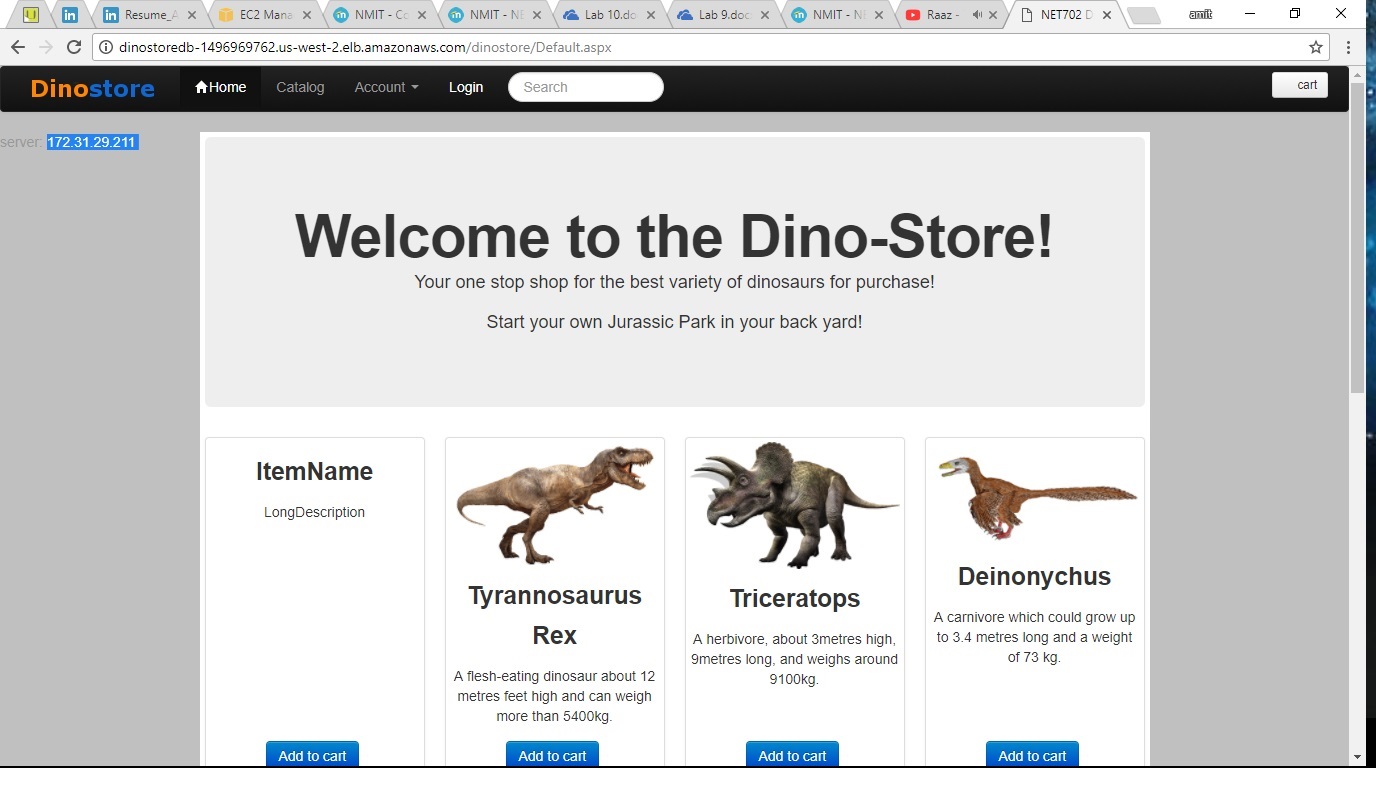 Resume_A
EC2 Mana
NMIT - Co
NMIT - NE
Lab 10.do
Lab 9.doc
NMIT - NE
Raaz -
NET702 D
amit
dinostoredb-1496969762.us-west-2.elb.amazonaws.com/dinostore/Default.aspx
Dinostore
Home
Catalog
Account
Login
Search
cart
server: 172.31.29.211
Welcome to the Dino-Store!
Your one stop shop for the best variety of dinosaurs for purchase!
Start your own Jurassic Park in your back yard!
ItemName
LongDescription
Add to cart
Tyrannosaurus
Rex
A flesh-eating dinosaur about 12
metres feet high and can weigh
more than 5400kg.
Add to cart
Triceratops
A herbivore, about 3metres high,
9metres long, and weighs around
9100kg.
Add to cart
Deinonychus
A carnivore which could grow up
to 3.4 metres long and a weight
of 73 kg.
Add to cart